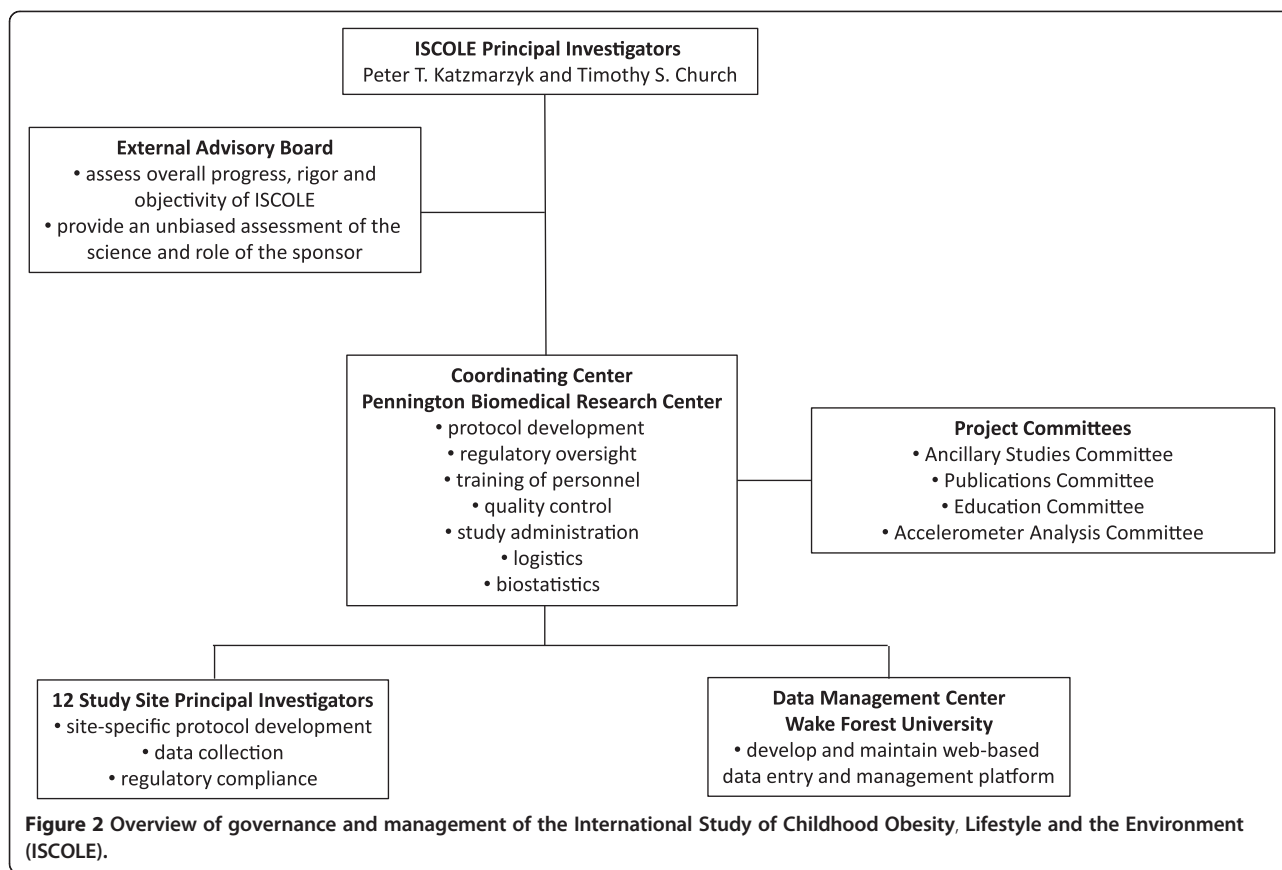 ISCOLE Principal Investigators
Peter T. Katzmarzyk and Timothy S. Church
External Advisory Board
• assess overall progress, rigor and
objectivity of ISCOLE
• provide an unbiased assessment of the
science and role of the sponsor
Coordinating Center
Pennington Biomedical Research Center
• protocol development
• regulatory oversight
• training of personnel
• quality control
• study administration
• logistics
• biostatistics
Project Committees
• Ancillary Studies Committee
• Publications Committee
• Education Committee
• Accelerometer Analysis Committee
12 Study Site Principal Investigators
• site-specific protocol development
• data collection
• regulatory compliance
Data Management Center
Wake Forest University
• develop and maintain web-based
data entry and management platform
Figure 2 Overview of governance and management of the International Study of Childhood Obesity, Lifestyle and the Environment
(ISCOLE).